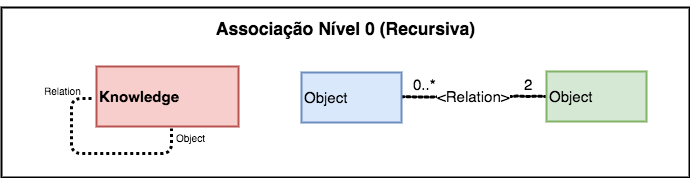 Associação Nível 0 (Recursiva)
Relation
Knowledge
Object
Object
0..*
<Relation>
2
Object